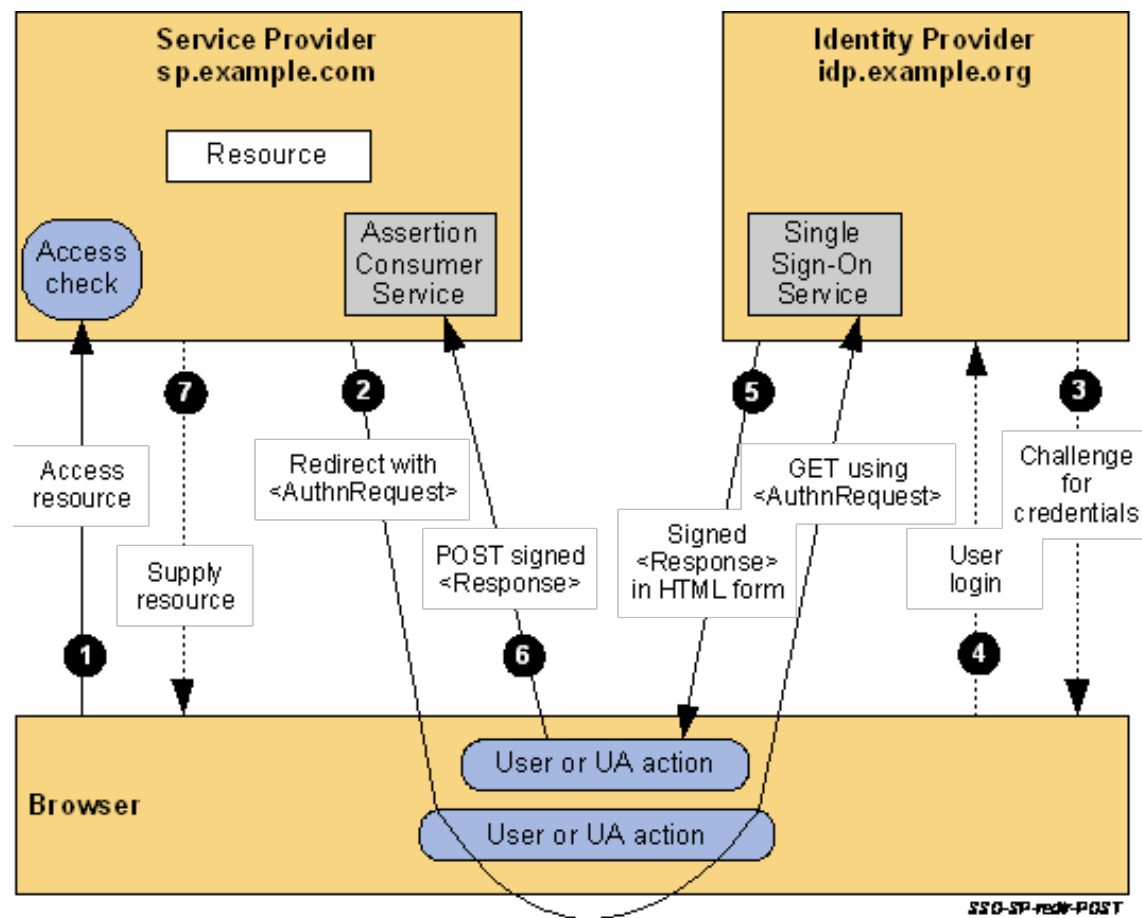 Service Provider
sp.example.com
Identity Provider
idp.example.org
Resource
Access
check
Assertion
Consumer
Service
Single
Sign-On
Service
7
2
5
3
Access
resource
Redirect with
<AuthnRequest>
GET using
<AuthnRequest>
Challenge
for
credentials
Supply
resource
POST signed
<Response>
Signed
<Response>
in HTML form
User
login
1
6
4
User or UA action
Browser
User or UA action
SSO-SP-redir-POST